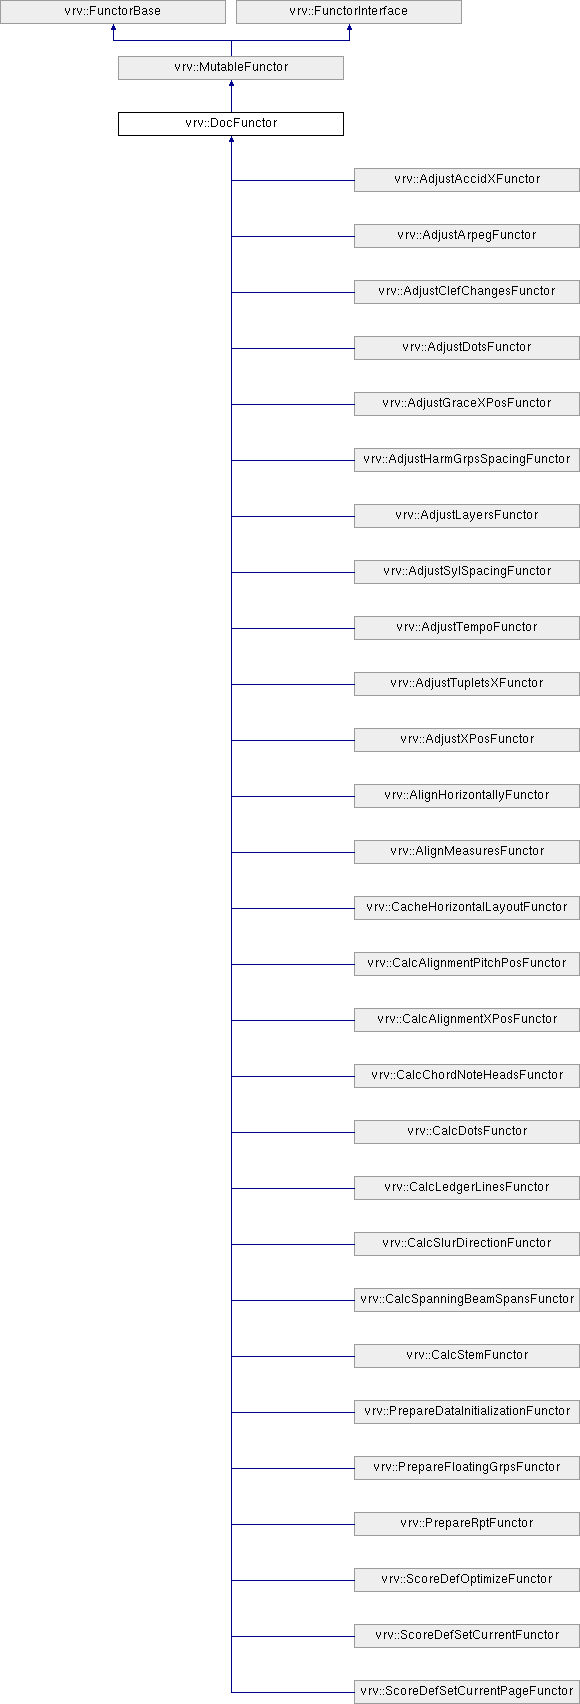 vrv::FunctorBase
vrv::FunctorInterface
vrv::MutableFunctor
vrv::DocFunctor
vrv::AdjustAccidXFunctor
vrv::AdjustArpegFunctor
vrv::AdjustClefChangesFunctor
vrv::AdjustDotsFunctor
vrv::AdjustGraceXPosFunctor
vrv::AdjustHarmGrpsSpacingFunctor
vrv::AdjustLayersFunctor
vrv::AdjustSylSpacingFunctor
vrv::AdjustTempoFunctor
vrv::AdjustTupletsXFunctor
vrv::AdjustXPosFunctor
vrv::AlignHorizontallyFunctor
vrv::AlignMeasuresFunctor
vrv::CacheHorizontalLayoutFunctor
vrv::CalcAlignmentPitchPosFunctor
vrv::CalcAlignmentXPosFunctor
vrv::CalcChordNoteHeadsFunctor
vrv::CalcDotsFunctor
vrv::CalcLedgerLinesFunctor
vrv::CalcSlurDirectionFunctor
vrv::CalcSpanningBeamSpansFunctor
vrv::CalcStemFunctor
vrv::PrepareDataInitializationFunctor
vrv::PrepareFloatingGrpsFunctor
vrv::PrepareRptFunctor
vrv::ScoreDefOptimizeFunctor
vrv::ScoreDefSetCurrentFunctor
vrv::ScoreDefSetCurrentPageFunctor